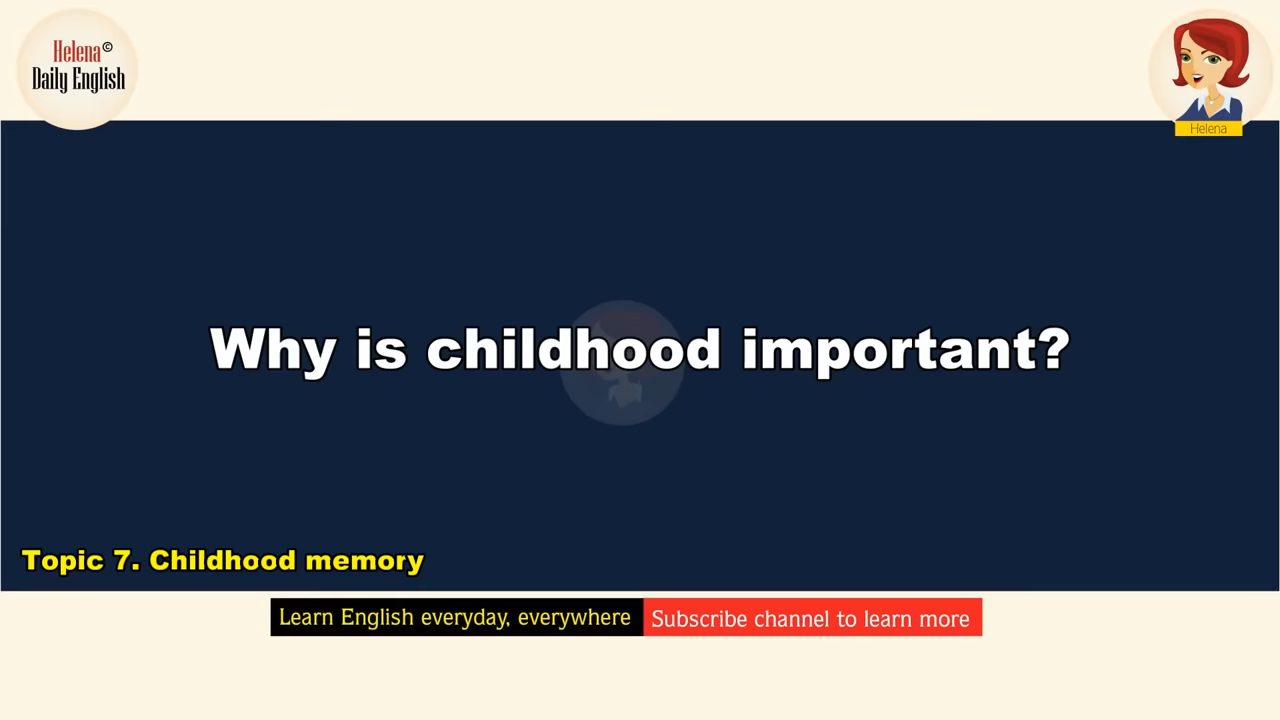 Helena©
Daily English
Helena
Why is childhood important?
Topic 7. Childhood memory
Learn English everyday, everywhere
Subscribe channel to learn more